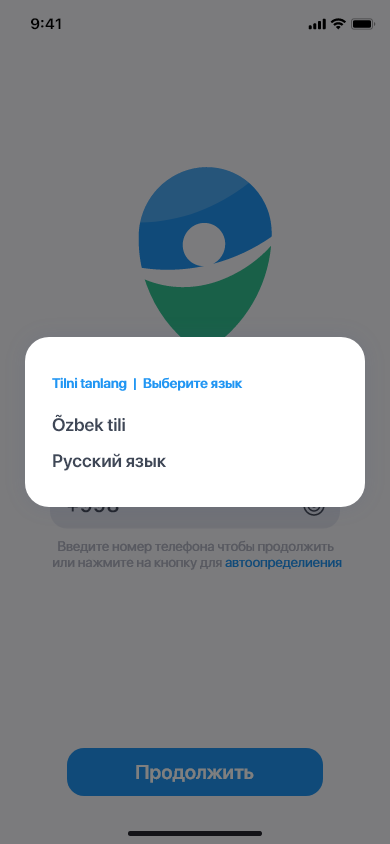 9:41
Tilni tanlang | Выберите язык
Õzbek tili
Русский язык
+998
Введите номер телефона чтобы продолжить
или нажмите на кнопку для автоопределиения
Продолжить